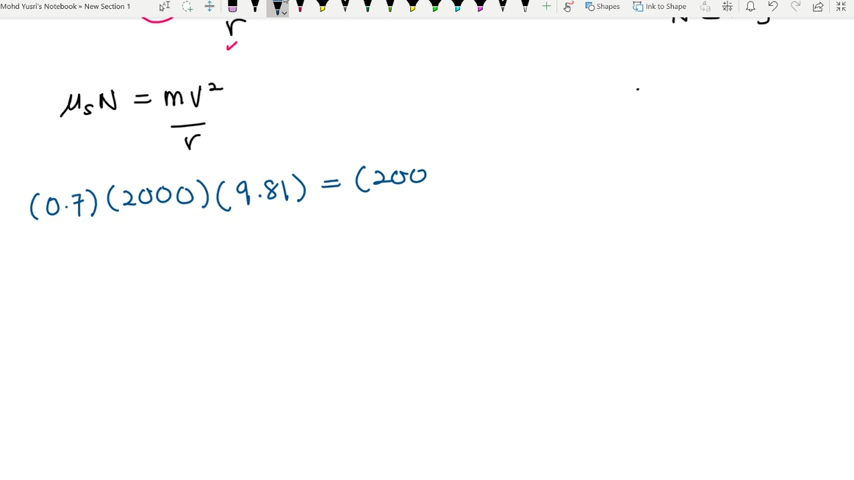 Mohd Yusri's Notebook » New Section 1
Shapes
Ink to Shape
r
μsN = mv²
r
(0.7)(2000)(9.81) = (200